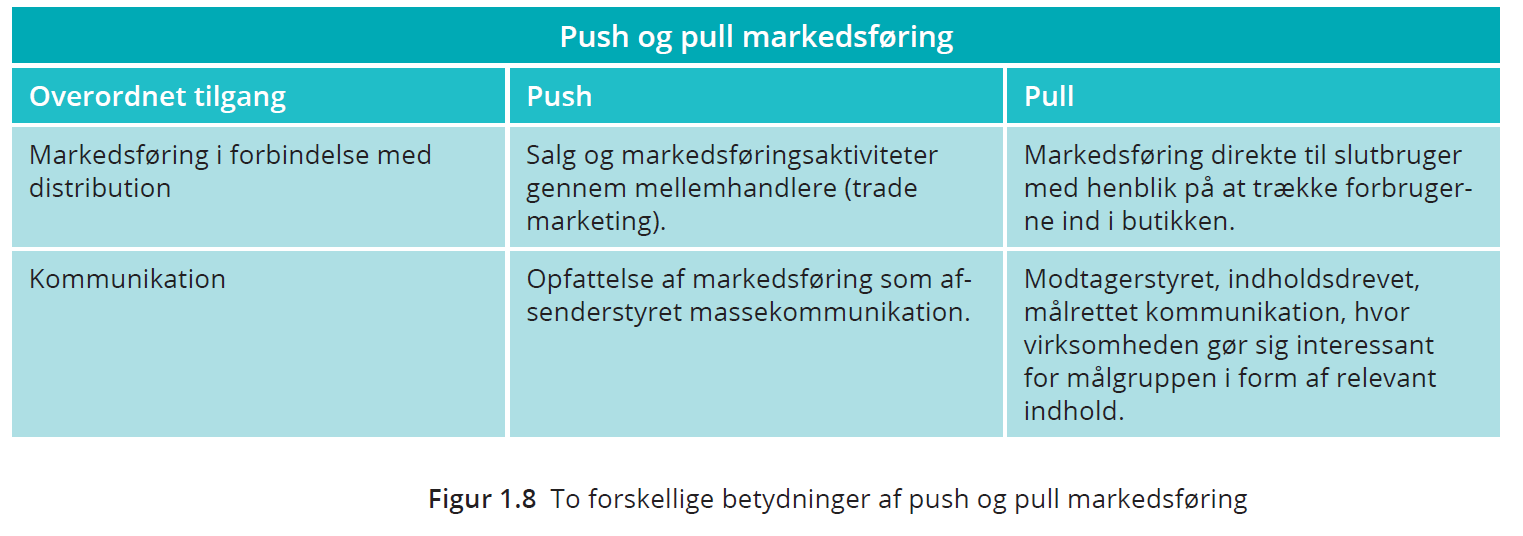 Push og pull markedsføring
Overordnet tilgang
Push
Pull
Markedsføring i forbindelse med
distribution
Salg og markedsføringsaktiviteter
gennem mellemhandlere (trade
marketing).
Markedsføring direkte til slutbruger
med henblik på at trække forbruger-
ne ind i butikken.
Kommunikation
Opfattelse af markedsføring som af-
senderstyret massekommunikation.
Modtagerstyret, indholdsdrevet,
målrettet kommunikation, hvor
virksomheden gør sig interessant
for målgruppen i form af relevant
indhold.
Figur 1.8 To forskellige betydninger af push og pull markedsføring